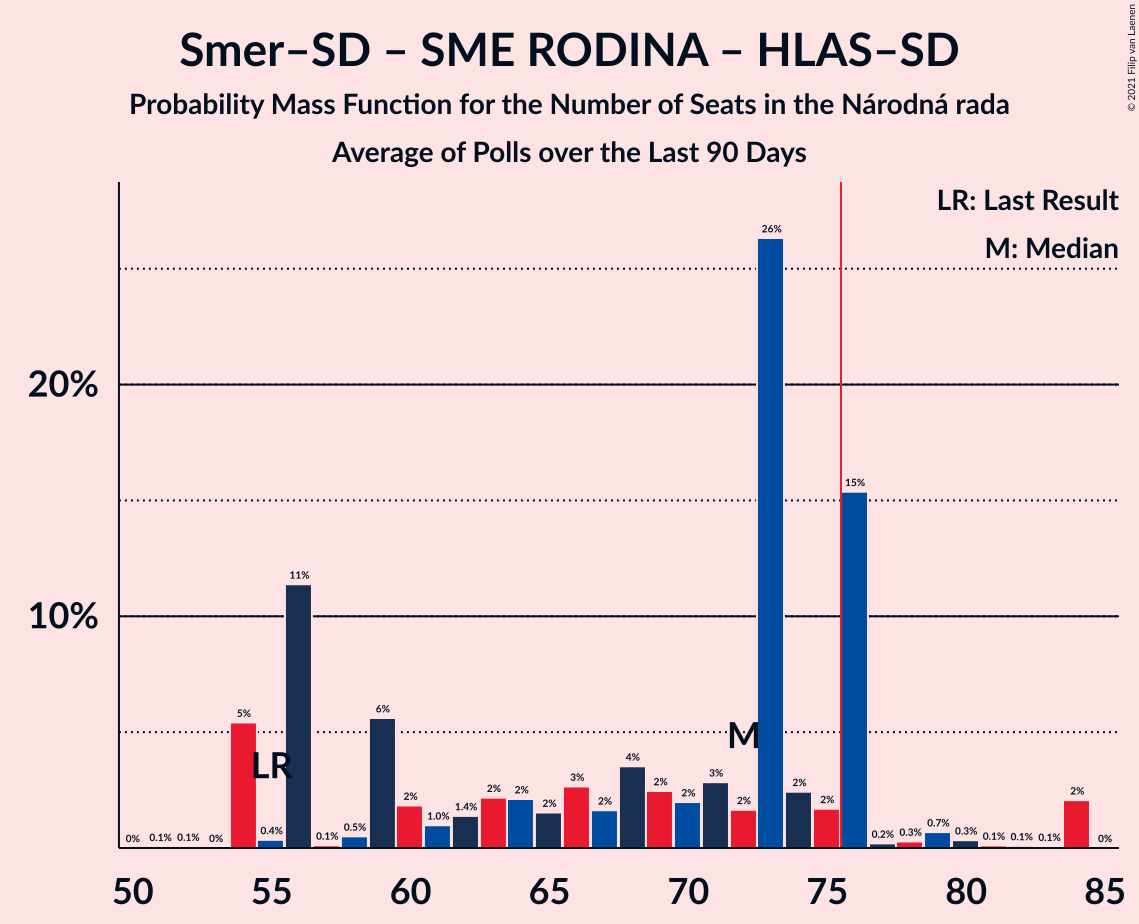 Smer–SD – SME RODINA – HLAS–SD
Probability Mass Function for the Number of Seats in the Národná rada
Average of Polls over the Last 90 Days
© 2021 Filip van Laenen
LR: Last Result
M: Median
20%
10%
0% 0.1% 0.1% 0% 5% 0.4% 11% 0.1% 0.5% 6% 2% 1.0% 1.4% 2% 2% 2% 3% 2% 4% 2% 2% 3% 2% 26% 2% 2% 15% 0.2% 0.3% 0.7% 0.3% 0.1% 0.1% 0.1% 2% 0%
LR
M
50 55 60 65 70 75 80 85